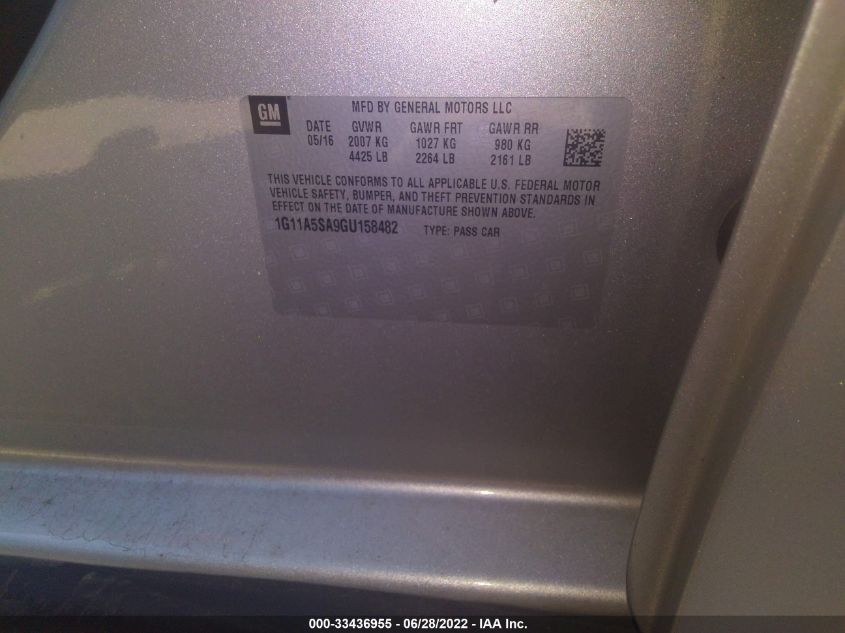 GM
MFD BY GENERAL MOTORS LLC
DATE GVWR GAWR FRT GAWR RR
05/16 2007 KG 1027 KG 980 KG
4425 LB 2264 LB 2161 LB
THIS VEHICLE CONFORMS TO ALL APPLICABLE U.S. FEDERAL MOTOR
VEHICLE SAFETY, BUMPER, AND THEFT PREVENTION STANDARDS IN
EFFECT ON THE DATE OF MANUFACTURE SHOWN ABOVE.
1G11A5SA9GU158482 TYPE: PASS CAR
000-33436955 - 06/28/2022 - IAA Inc.